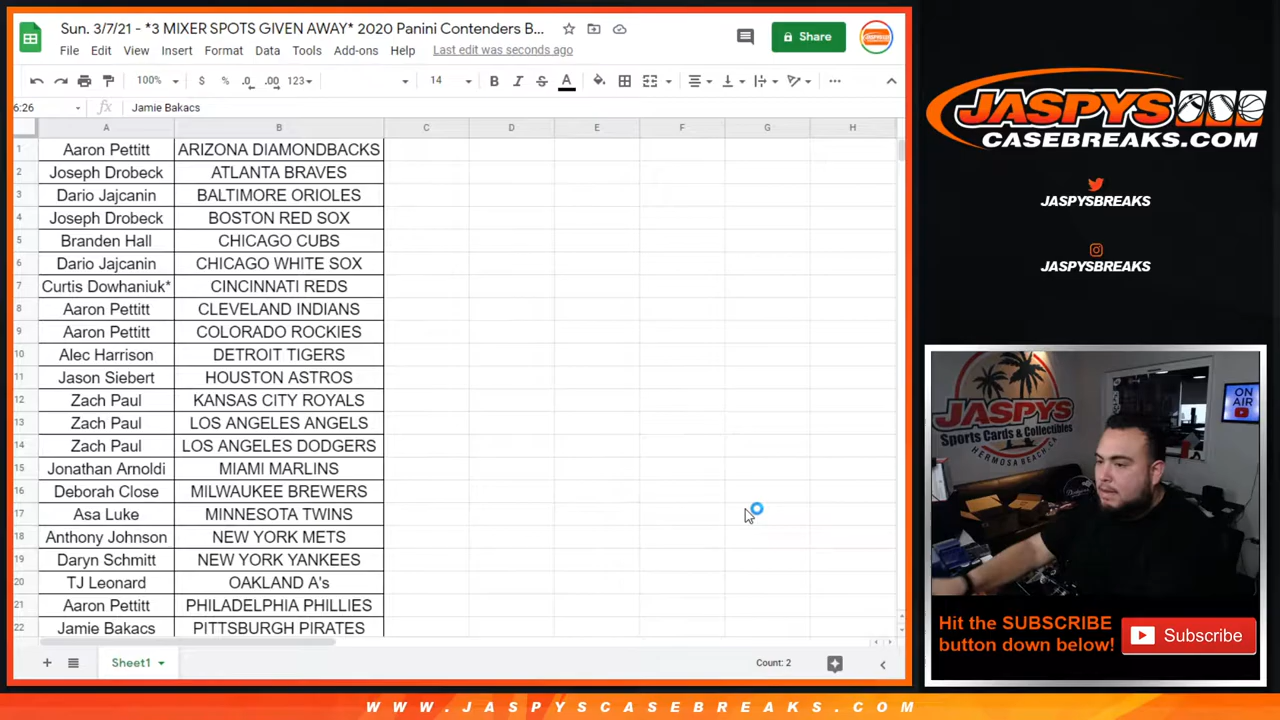 Sun. 3/7/21 - *3 MIXER SPOTS GIVEN AWAY* 2020 Panini Contenders B...
File Edit View Insert Format Data Tools Add-ons Help Last edit was seconds ago
Share
100% $ % .0 .00 123 14 B I S A
6:26 fx Jamie Bakacs
A B C D E F G H
1 Aaron Pettitt ARIZONA DIAMONDBACKS
2 Joseph Drobeck ATLANTA BRAVES
3 Dario Jajcanin BALTIMORE ORIOLES
4 Joseph Drobeck BOSTON RED SOX
5 Branden Hall CHICAGO CUBS
6 Dario Jajcanin CHICAGO WHITE SOX
7 Curtis Dowhaniuk* CINCINNATI REDS
8 Aaron Pettitt CLEVELAND INDIANS
9 Aaron Pettitt COLORADO ROCKIES
10 Alec Harrison DETROIT TIGERS
11 Jason Siebert HOUSTON ASTROS
12 Zach Paul KANSAS CITY ROYALS
13 Zach Paul LOS ANGELES ANGELS
14 Zach Paul LOS ANGELES DODGERS
15 Jonathan Arnoldi MIAMI MARLINS
16 Deborah Close MILWAUKEE BREWERS
17 Asa Luke MINNESOTA TWINS
18 Anthony Johnson NEW YORK METS
19 Daryn Schmitt NEW YORK YANKEES
20 TJ Leonard OAKLAND A's
21 Aaron Pettitt PHILADELPHIA PHILLIES
22 Jamie Bakacs PITTSBURGH PIRATES
Sheet1 Count: 2
JASPYS
CASEBREAKS.COM
JASPYSBREAKS
JASPYSBREAKS
JASPYS
Sports Cards & Collectibles
HERMOSA BEACH, CA
ON AIR
Hit the SUBSCRIBE
button down below!
Subscribe
WWW.JASPYSCASEBREAKS.COM